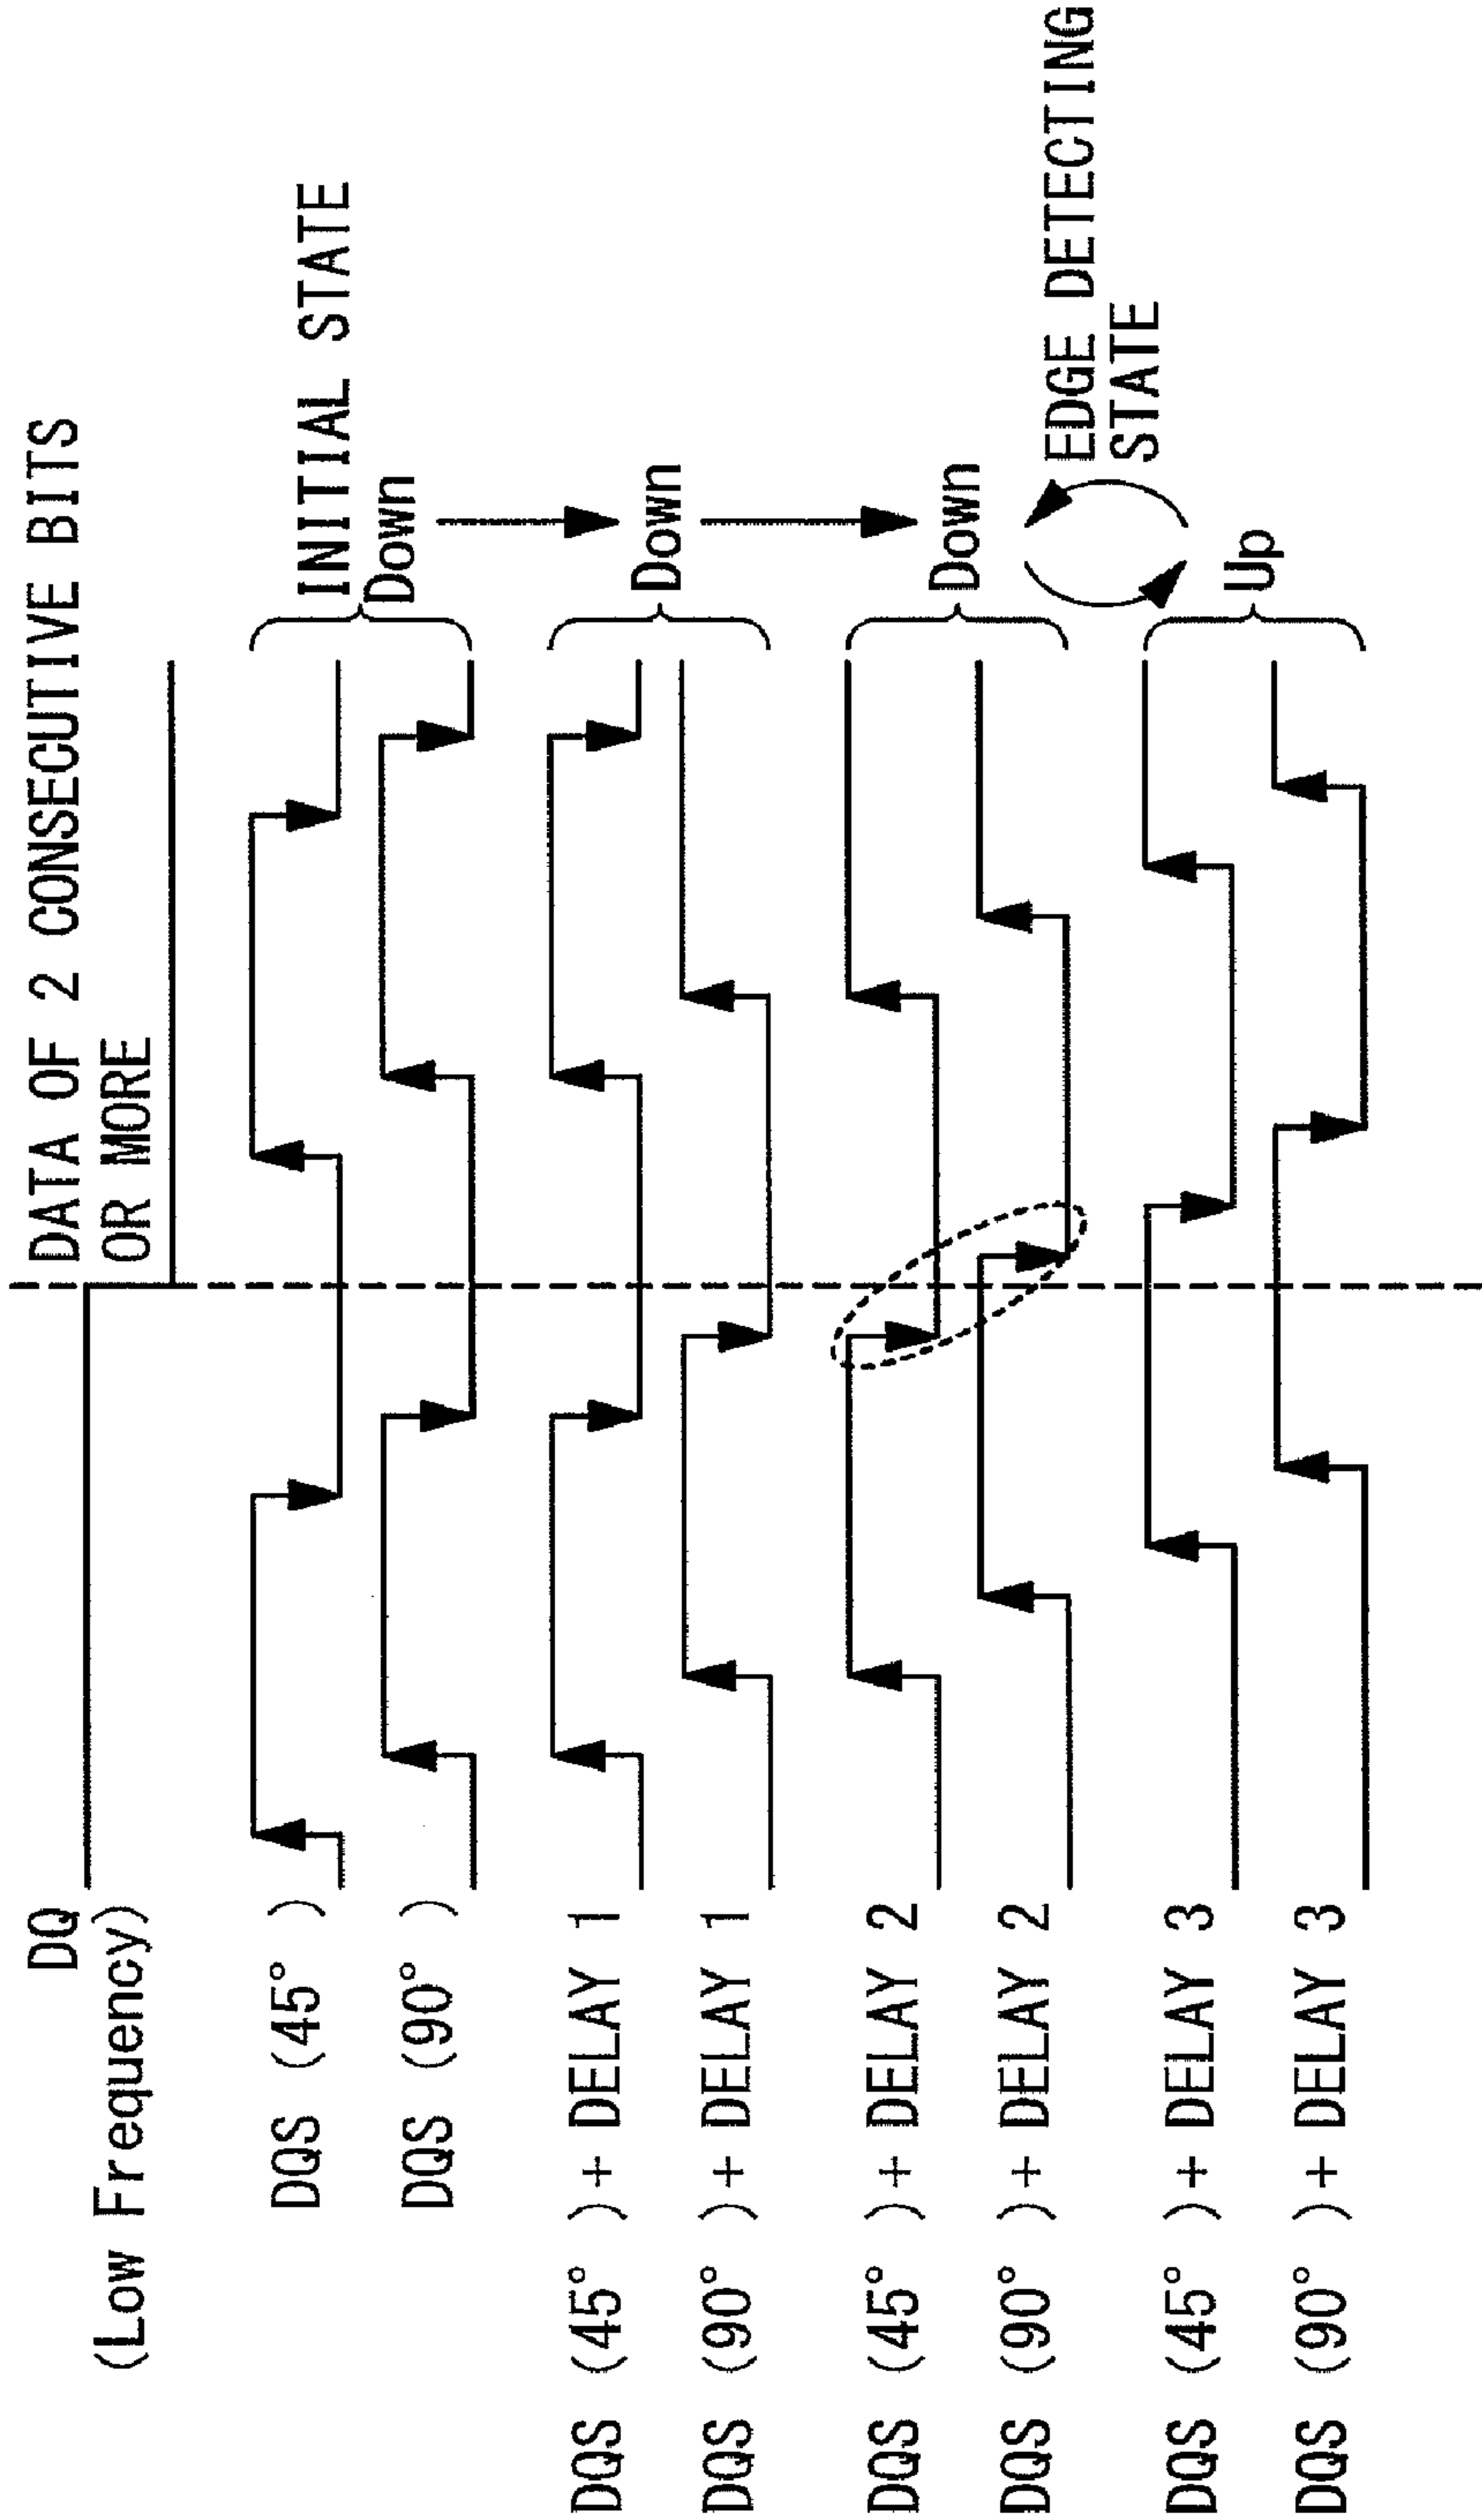 DATA OF 2 CONSECUTIVE BITS
OR MORE
DQ
(Low Frequency)
INITIAL STATE
DQS (45° )
Down
DQS (90° )
DQS (45° )+ DELAY 1
Down
DQS (90° )+ DELAY 1
DQS (45° )+ DELAY 2
Down
DQS (90° )+ DELAY 2
EDGE DETECTING
STATE
DQS (45° )+ DELAY 3
Up
DQS (90° )+ DELAY 3